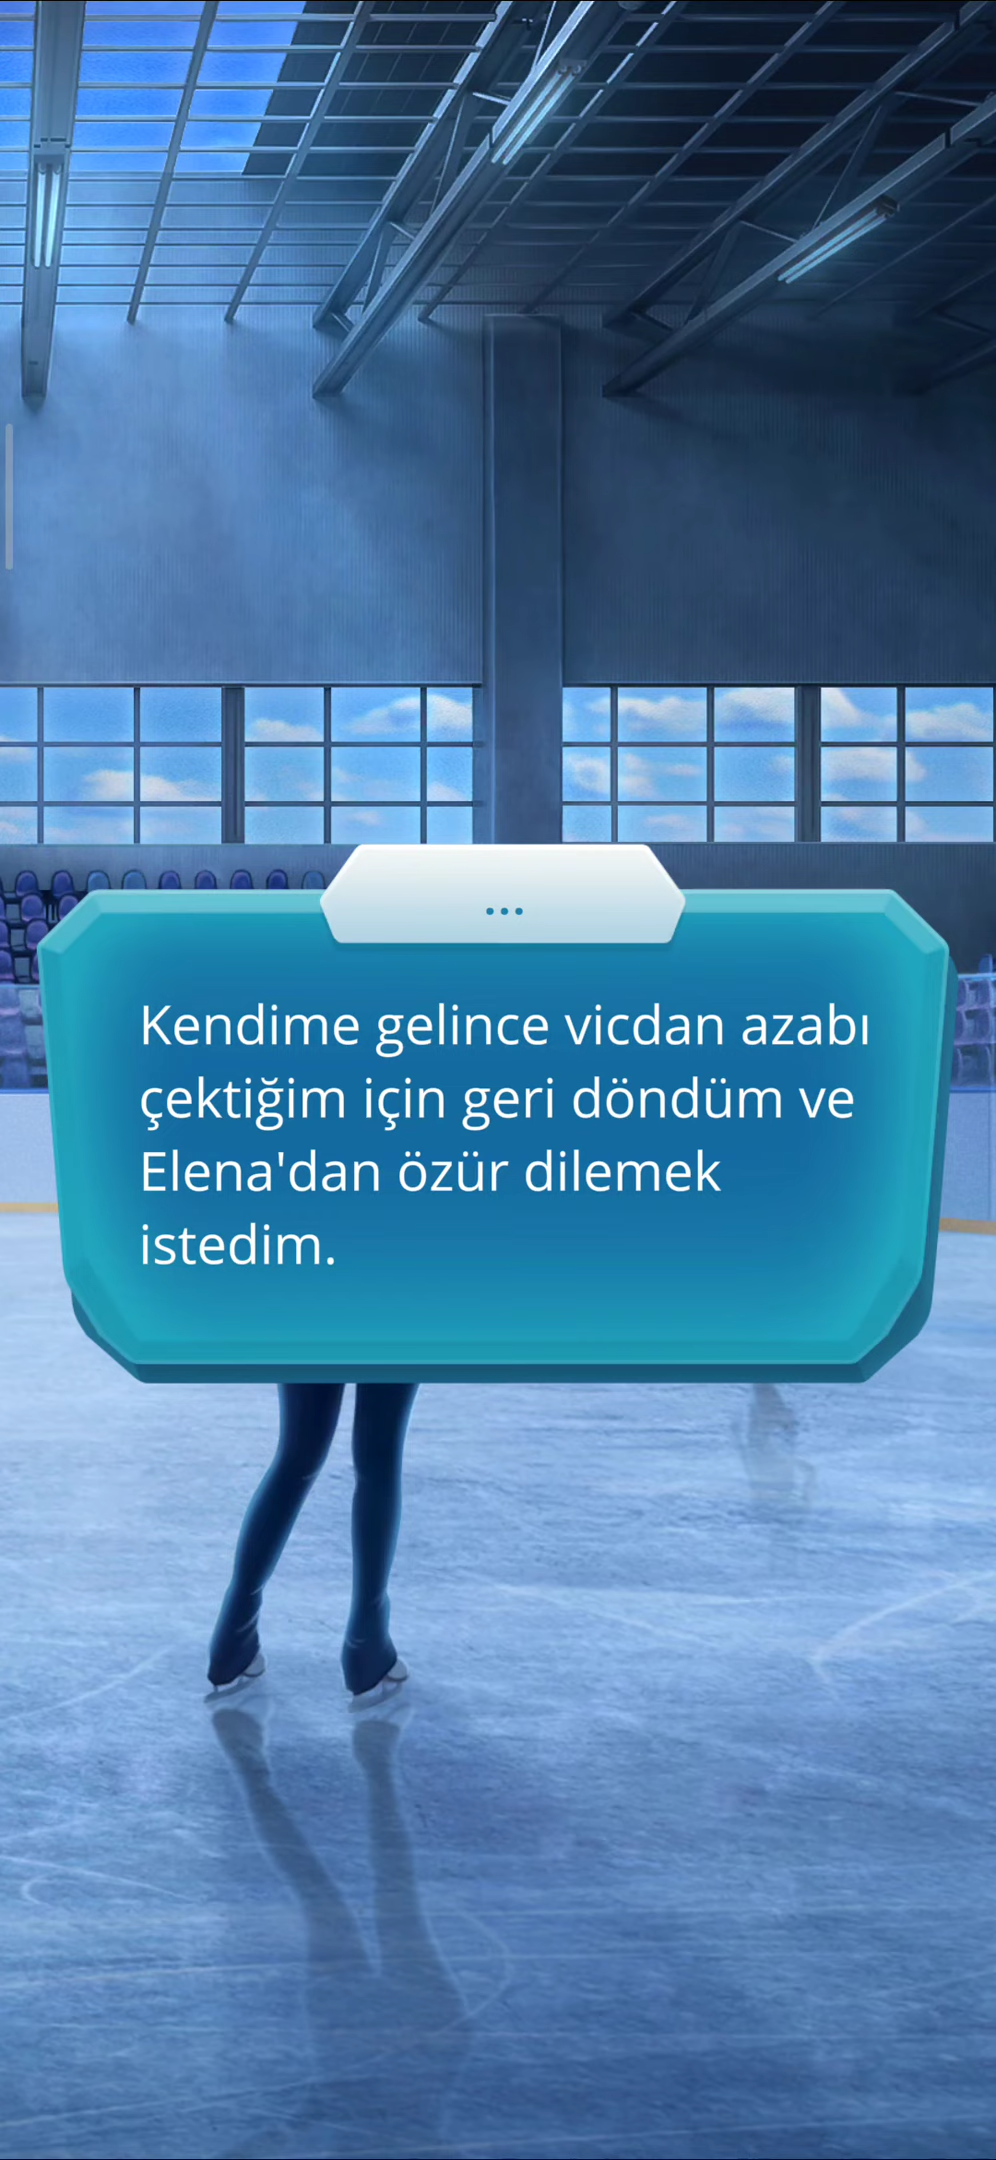 ...
Kendime gelince vicdan azabı
çektiğim için geri döndüm ve
Elena'dan özür dilemek
istedim.